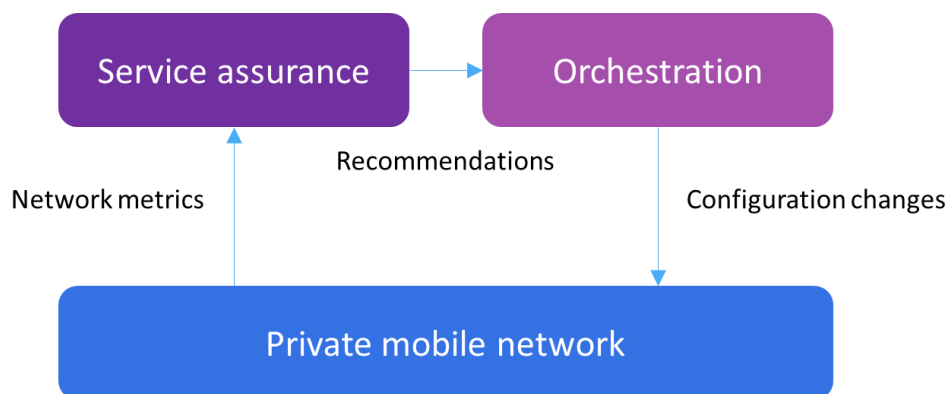 Service assurance
Orchestration
Recommendations
Network metrics
Configuration changes
Private mobile network